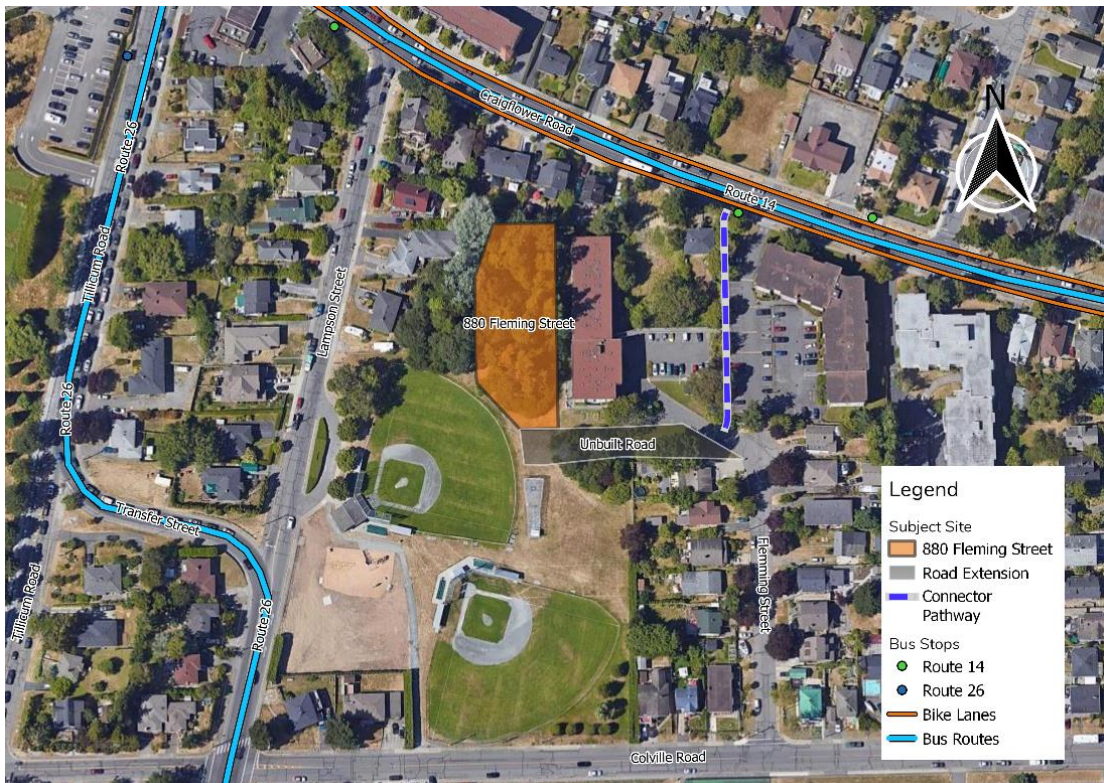 Route 26
Tillicum Road
Craigflower Road
Route 14
N
Lampson Street
880 Fleming Street
Route 26
Unbuilt Road
Transfer Street
Tillicum Road
Route 26
Flemming Street
Colville Road
Legend
Subject Site
880 Fleming Street
Road Extension
Connector
Pathway
Bus Stops
Route 14
Route 26
Bike Lanes
Bus Routes